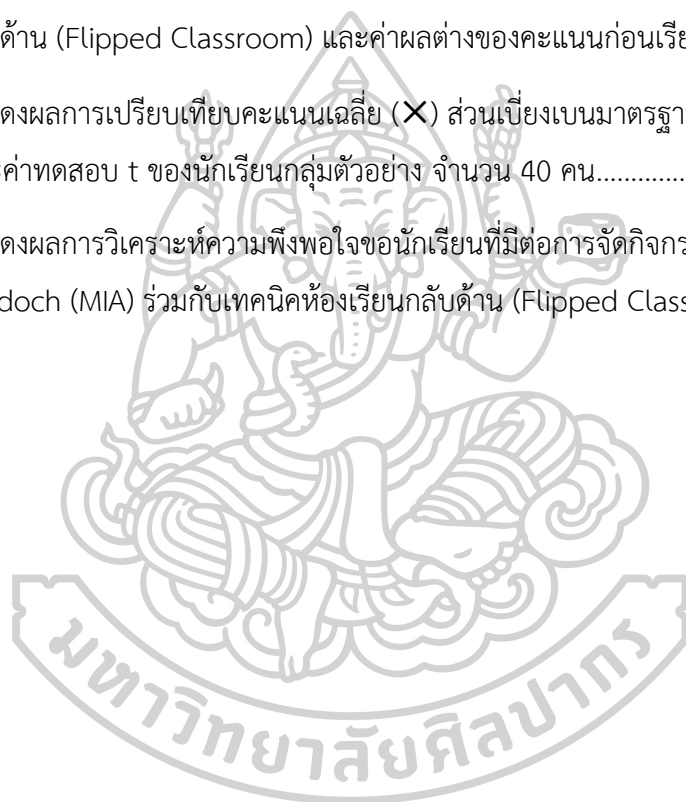 ด้าน (Flipped Classroom) และค่าผลต่างของคะแนนก่อนเรีย
ดงผลการเปรียบเทียบคะแนนเฉลี่ย (✕) ส่วนเบี่ยงเบนมาตรฐา
ค่าทดสอบ t ของนักเรียนกลุ่มตัวอย่าง จำนวน 40 คน.............
ดงผลการวิเคราะห์ความพึงพอใจขอนักเรียนที่มีต่อการจัดกิจกร
doch (MIA) ร่วมกับเทคนิคห้องเรียนกลับด้าน (Flipped Class
มหาวิทยาลัยศิลปากร